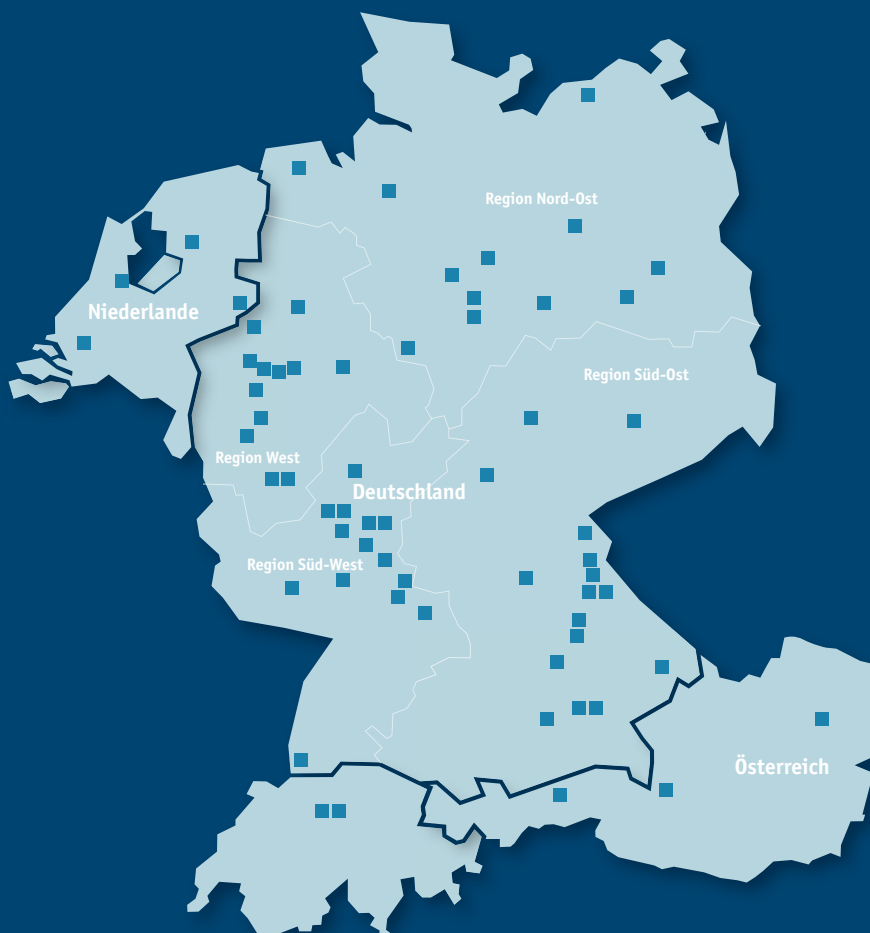 Region Nord-Ost
Niederlande
Region Süd-Ost
Region West
Deutschland
Region Süd-West
Österreich